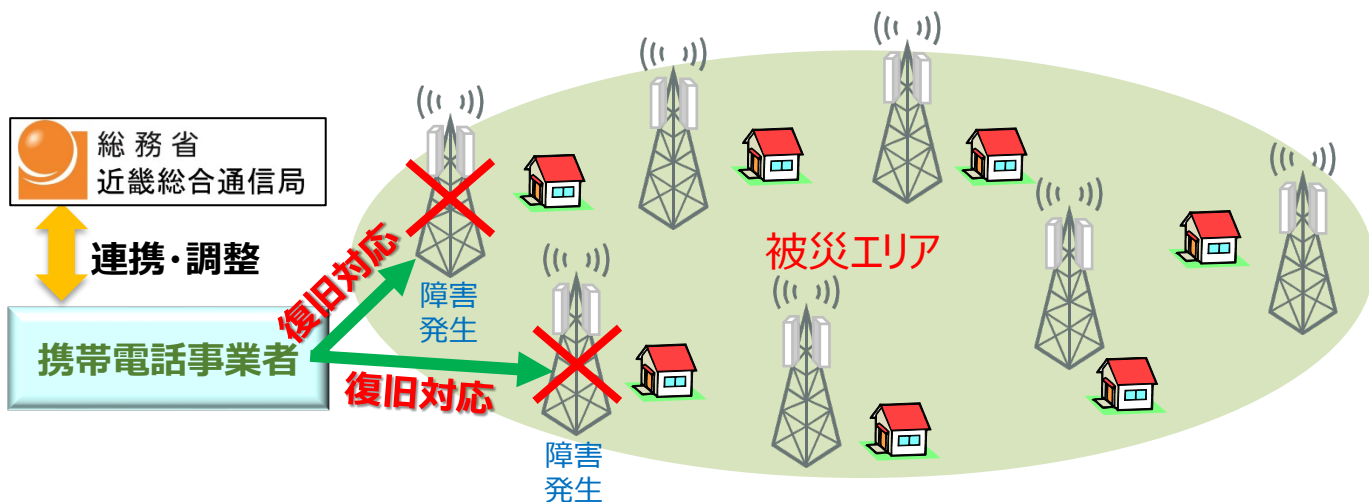 総務省
近畿総合通信局
連携・調整
携帯電話事業者
復旧対応
復旧対応
障害
発生
障害
発生
被災エリア